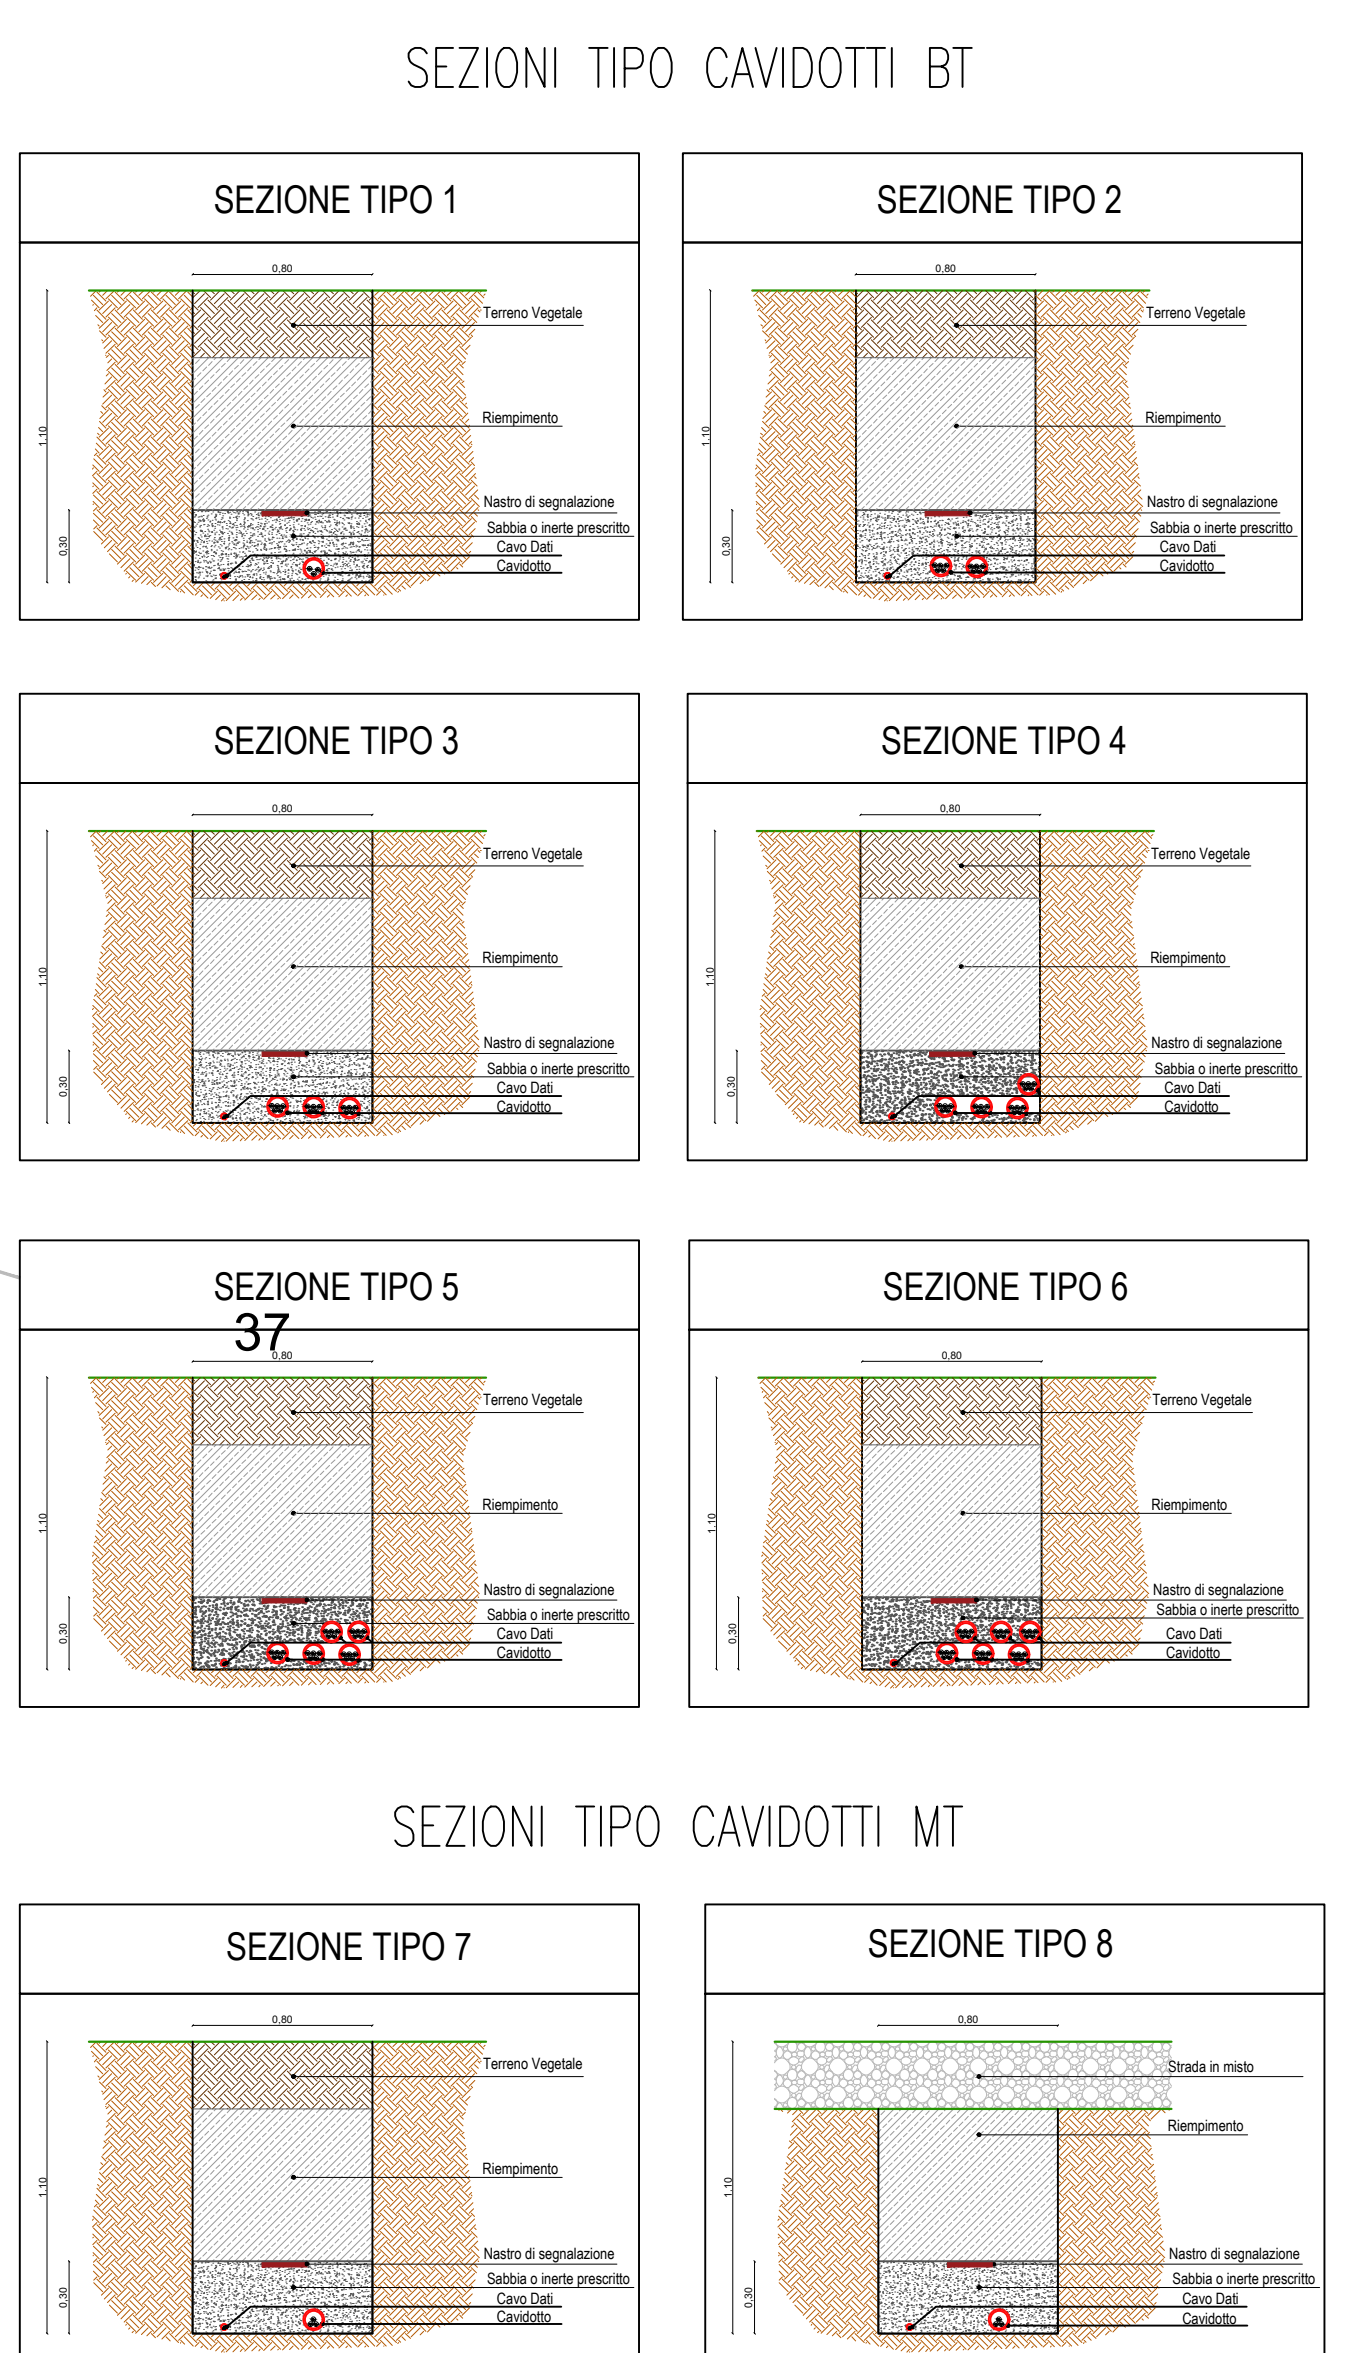 SEZIONI TIPO CAVIDOTTI BT
SEZIONE TIPO 1
0,80
Terreno Vegetale
Riempimento
1,10
Nastro di segnalazione
Sabbia o inerte prescritto
0,30
Cavo Dati
Cavidotto
SEZIONE TIPO 2
0,80
Terreno Vegetale
Riempimento
1,10
Nastro di segnalazione
Sabbia o inerte prescritto
0,30
Cavo Dati
Cavidotto
SEZIONE TIPO 3
0,80
Terreno Vegetale
Riempimento
1,10
Nastro di segnalazione
Sabbia o inerte prescritto
0,30
Cavo Dati
Cavidotto
SEZIONE TIPO 4
0,80
Terreno Vegetale
Riempimento
1,10
Nastro di segnalazione
Sabbia o inerte prescritto
0,30
Cavo Dati
Cavidotto
SEZIONE TIPO 5
37
0,80
Terreno Vegetale
Riempimento
1,10
Nastro di segnalazione
Sabbia o inerte prescritto
0,30
Cavo Dati
Cavidotto
SEZIONE TIPO 6
0,80
Terreno Vegetale
Riempimento
1,10
Nastro di segnalazione
Sabbia o inerte prescritto
0,30
Cavo Dati
Cavidotto
SEZIONI TIPO CAVIDOTTI MT
SEZIONE TIPO 7
0,80
Terreno Vegetale
Riempimento
1,10
Nastro di segnalazione
Sabbia o inerte prescritto
0,30
Cavo Dati
Cavidotto
SEZIONE TIPO 8
0,80
Strada in misto
Riempimento
1,10
Nastro di segnalazione
Sabbia o inerte prescritto
0,30
Cavo Dati
Cavidotto